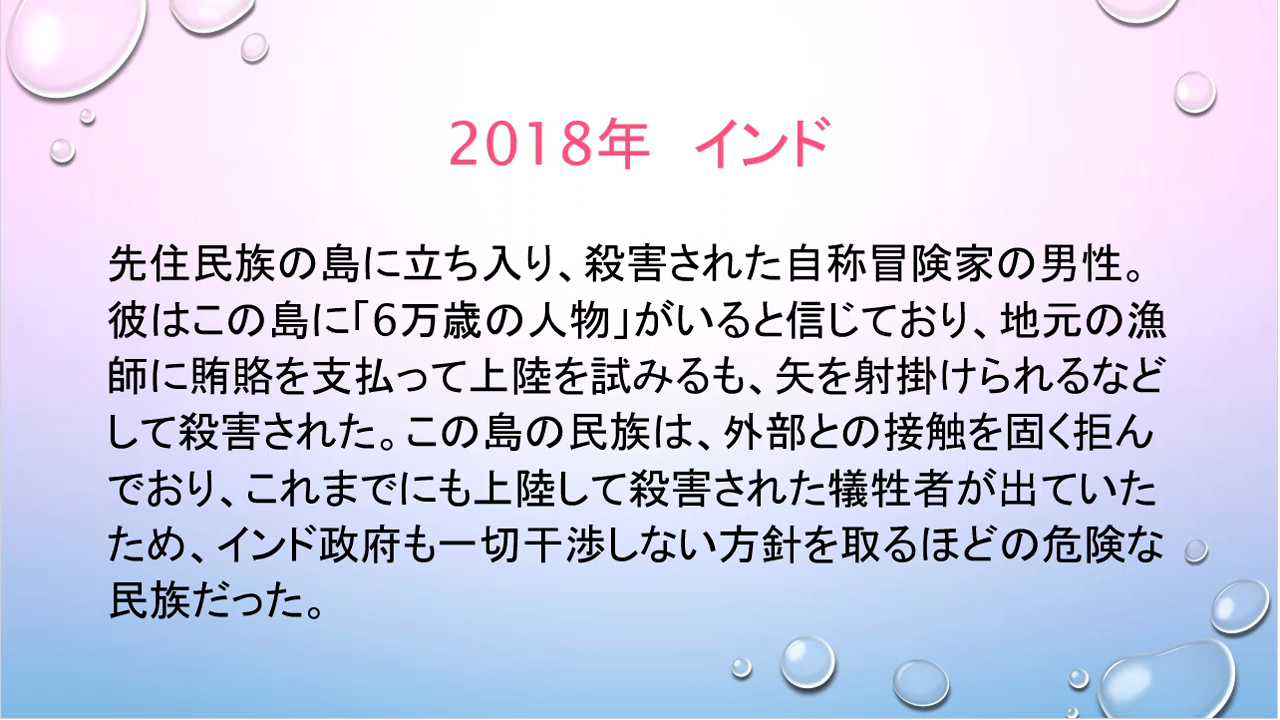 2018年　インド
先住民族の島に立ち入り、殺害された自称冒険家の男性。
彼はこの島に「6万歳の人物」がいると信じており、地元の漁
師に賄賂を支払って上陸を試みるも、矢を射掛けられるなど
して殺害された。この島の民族は、外部との接触を固く拒ん
でおり、これまでにも上陸して殺害された犠牲者が出ていた
ため、インド政府も一切干渉しない方針を取るほどの危険な
民族だった。